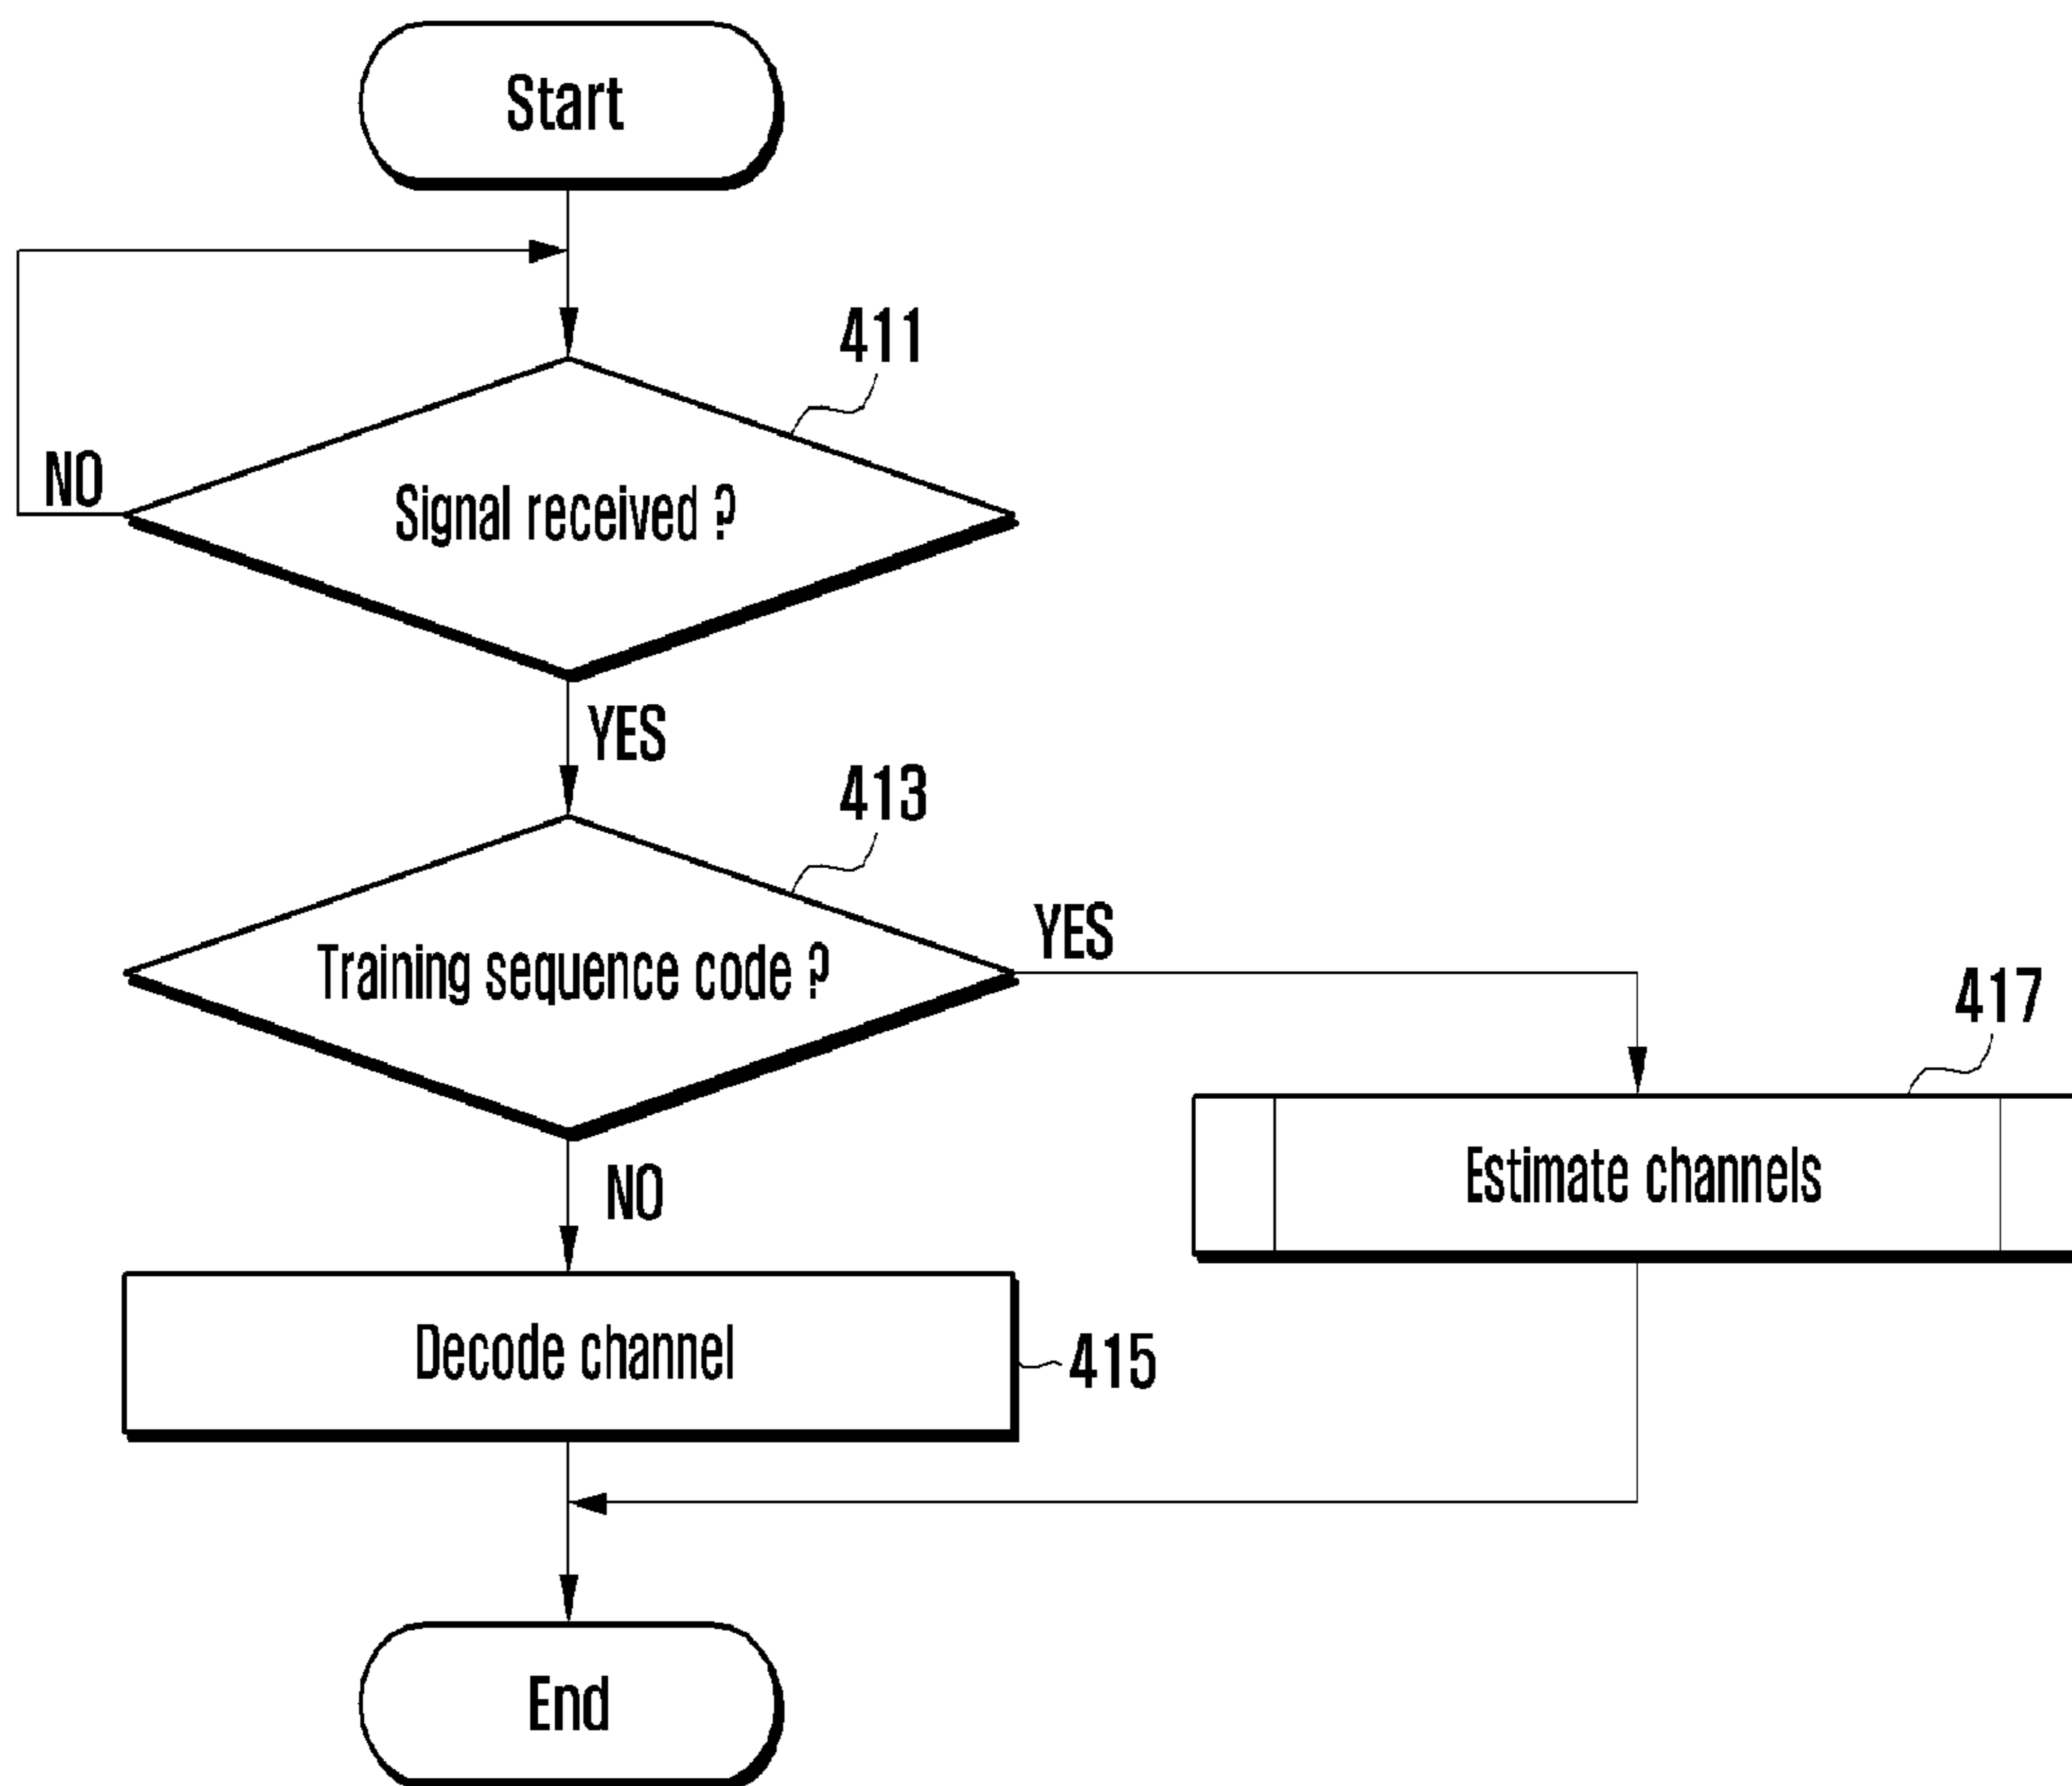 Start
411
NO
Signal received ?
YES
413
Training sequence code ?
YES
417
Estimate channels
NO
Decode channel
415
End